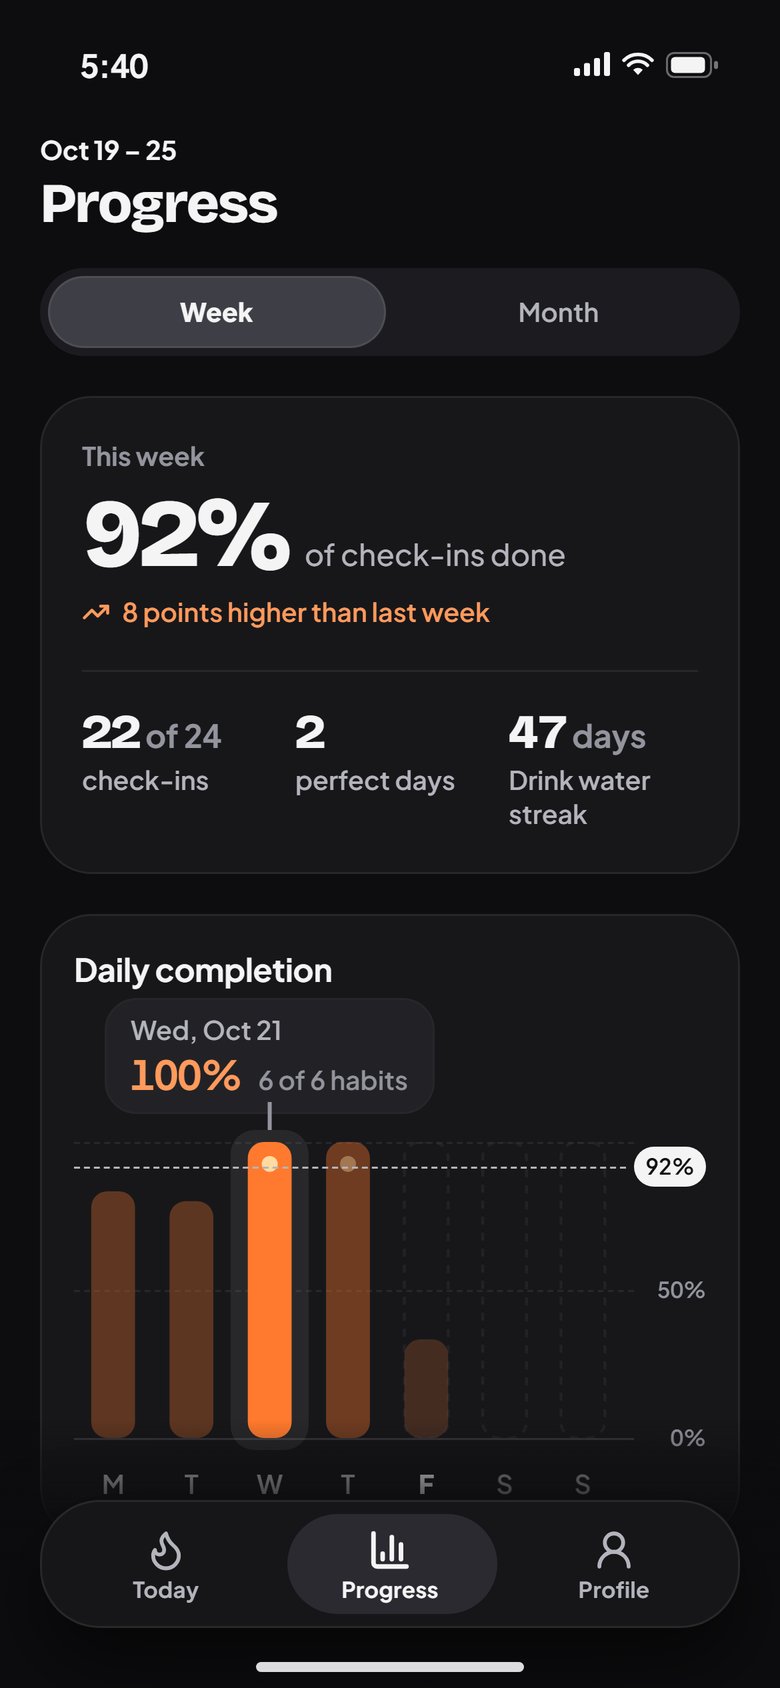 5:40
Oct 19 – 25
Progress
Week
Month
This week
92% of check-ins done
8 points higher than last week
22 of 24
check-ins
2
perfect days
47 days
Drink water
streak
Daily completion
Wed, Oct 21
100% 6 of 6 habits
92%
50%
0%
M T W T F S S
Today
Progress
Profile